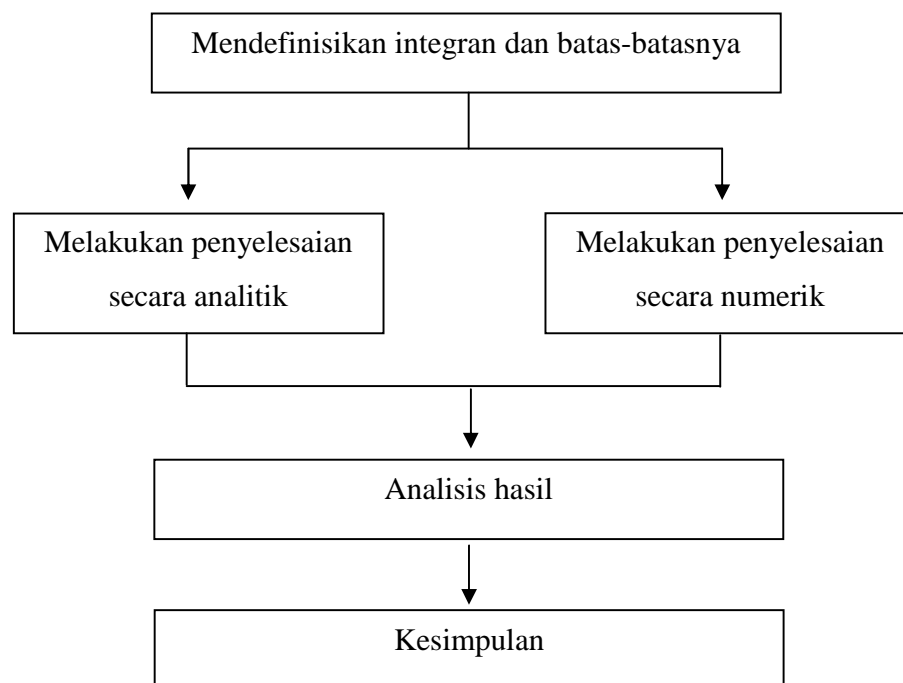 Mendefinisikan integran dan batas-batasnya
Melakukan penyelesaian
secara analitik
Melakukan penyelesaian
secara numerik
Analisis hasil
Kesimpulan